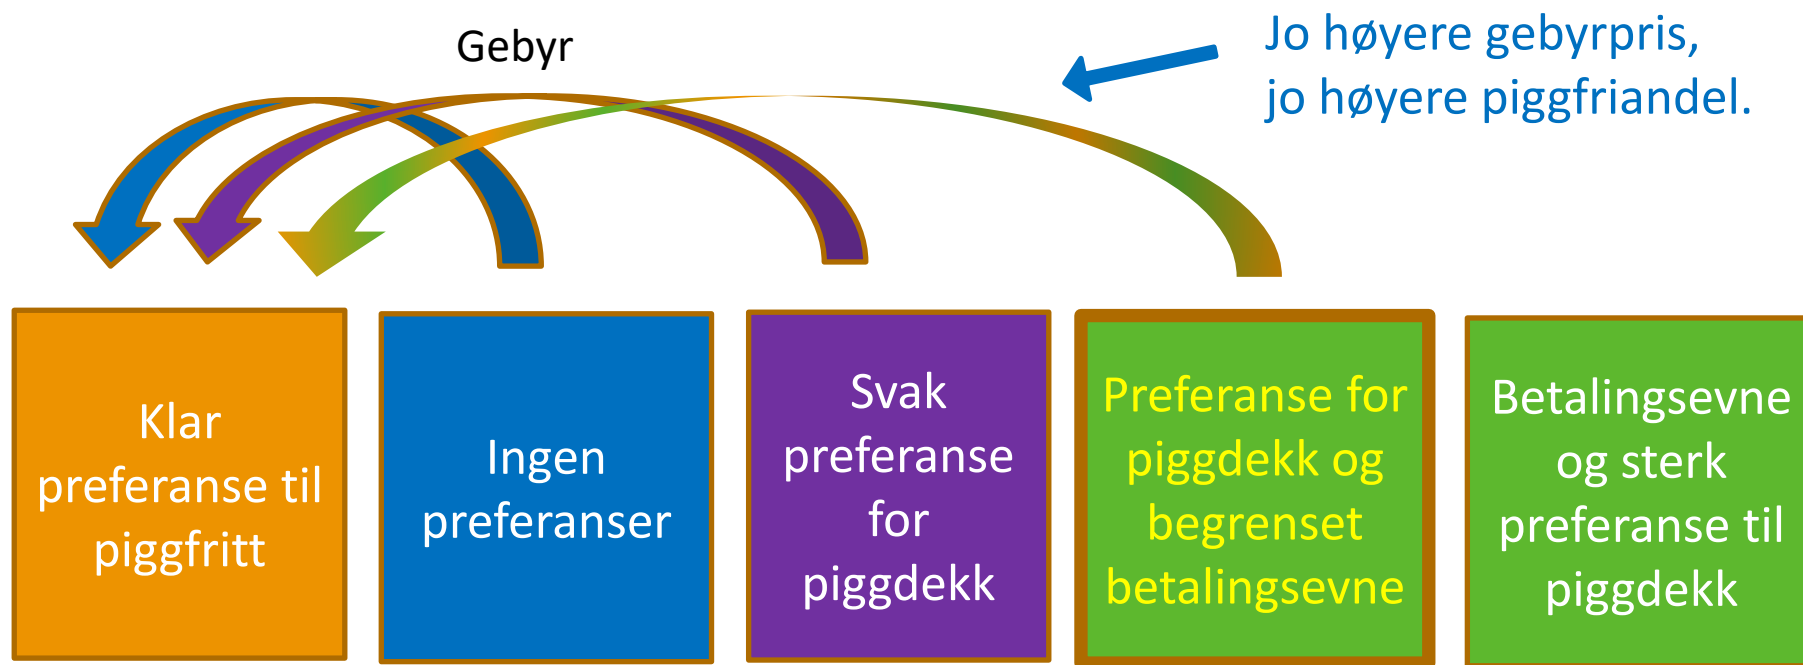 Gebyr
Jo høyere gebyrpris,
jo høyere piggfriandel.
Klar
preferanse til
piggfritt
Ingen
preferanser
Svak
preferanse
for
piggdekk
Preferanse for
piggdekk og
begrenset
betalingsevne
Betalingsevne
og sterk
preferanse til
piggdekk